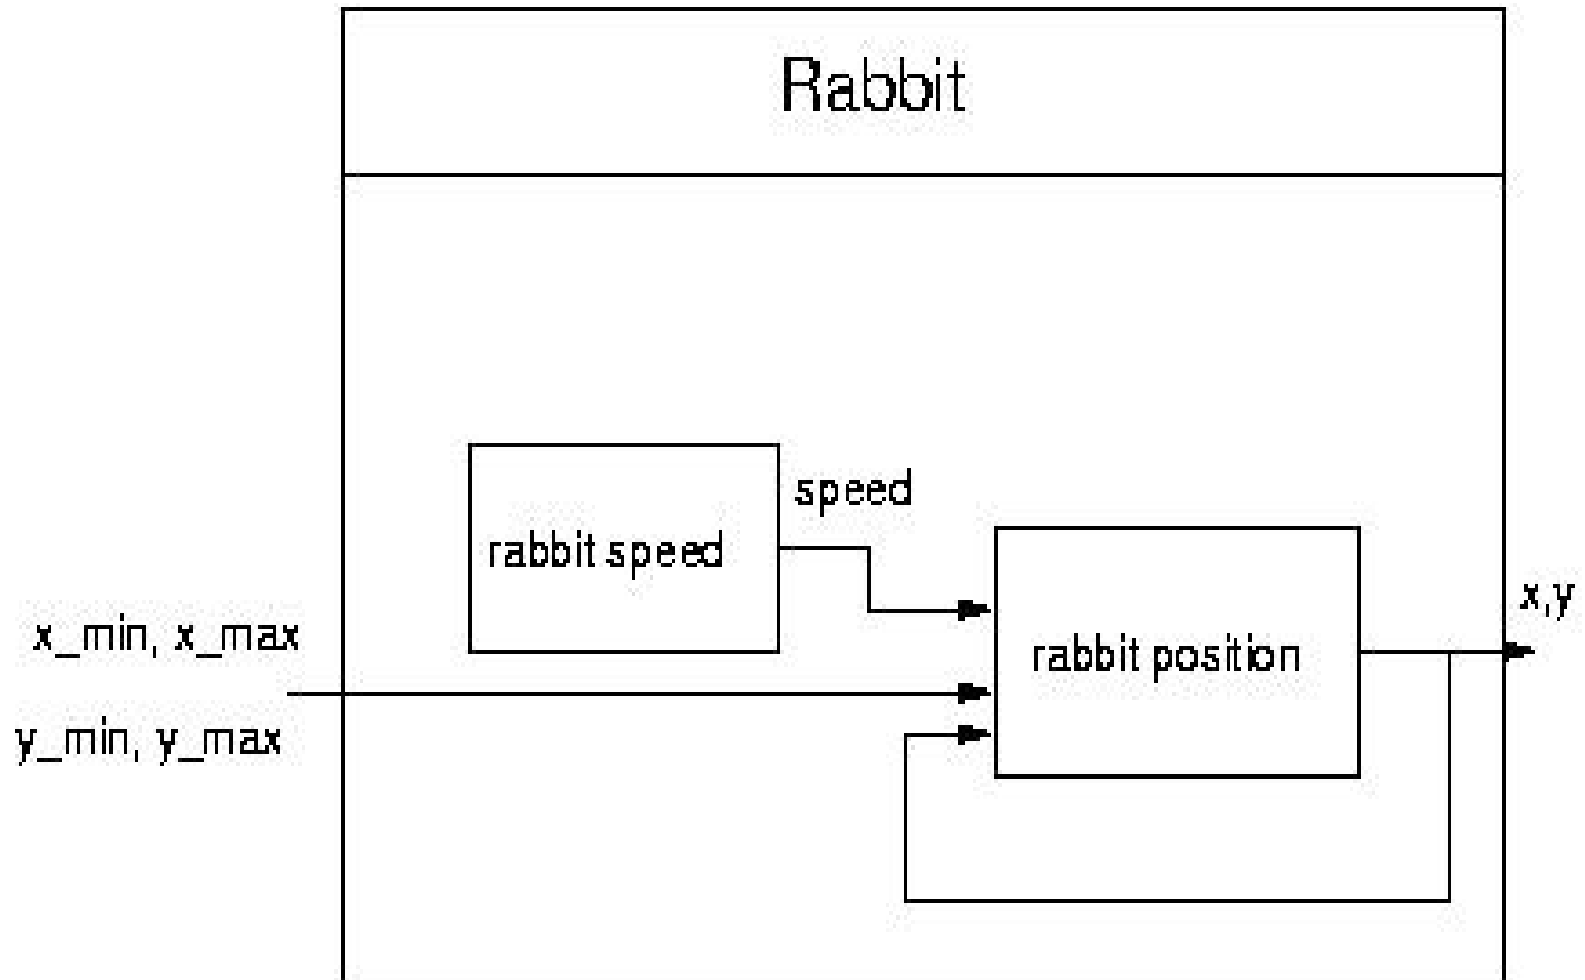 Rabbit
speed
rabbit speed
x,y
x_min, x_max
rabbit position
y_min, y_max